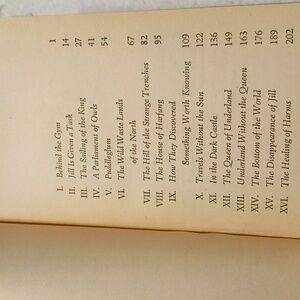 I. Behind the Gym 1
II. Jill Is Given a Task 14
III. The Sailing of the King 27
IV. A Parliament of Owls 41
V. Puddleglum 54
VI. The Wild Waste Lands
of the North 67
VII. The Hill of the Strange Trenches 82
VIII. The House of Harfang 95
IX. How They Discovered
Something Worth Knowing 109
X. Travels Without the Sun 122
XI. In the Dark Castle 136
XII. The Queen of Underland 149
XIII. Underland Without the Queen 163
XIV. The Bottom of the World 176
XV. The Disappearance of Jill 189
XVI. The Healing of Harms 202